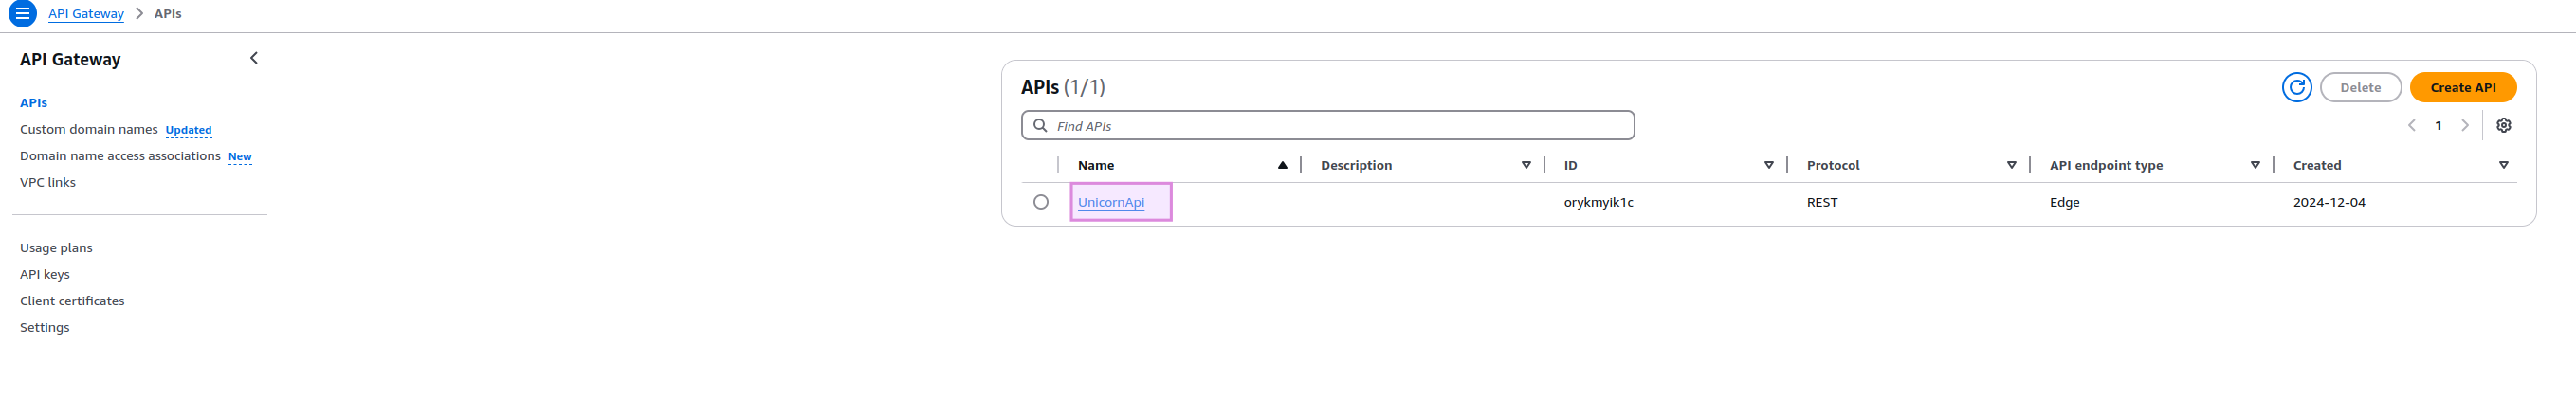 API Gateway > APIs
API Gateway
APIs
Custom domain names Updated
Domain name access associations New
VPC links
Usage plans
API keys
Client certificates
Settings
APIs (1/1)
Delete
Create API
Find APIs
1
Name Description ID Protocol API endpoint type Created
UnicornApi orykmyik1c REST Edge 2024-12-04